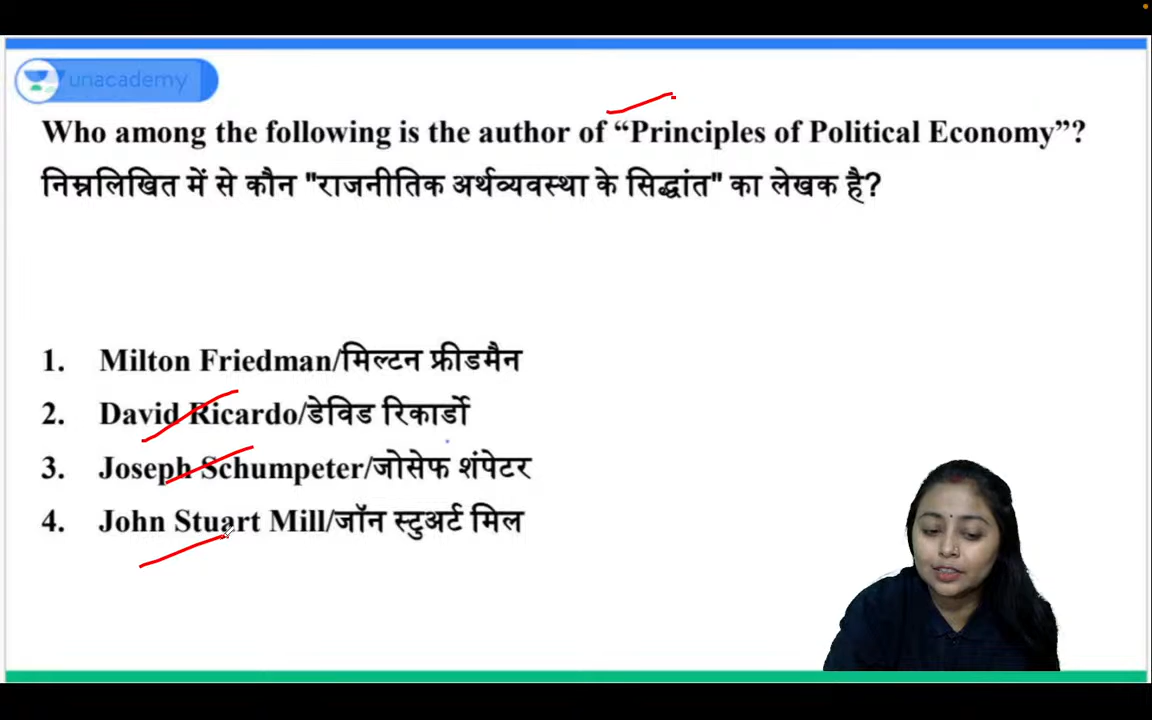 unacademy
Who among the following is the author of “Principles of Political Economy”?
निम्नलिखित में से कौन "राजनीतिक अर्थव्यवस्था के सिद्धांत" का लेखक है?
1. Milton Friedman/मिल्टन फ्रीडमैन
2. David Ricardo/डेविड रिकार्डो
3. Joseph Schumpeter/जोसेफ शंपेटर
4. John Stuart Mill/जॉन स्टुअर्ट मिल